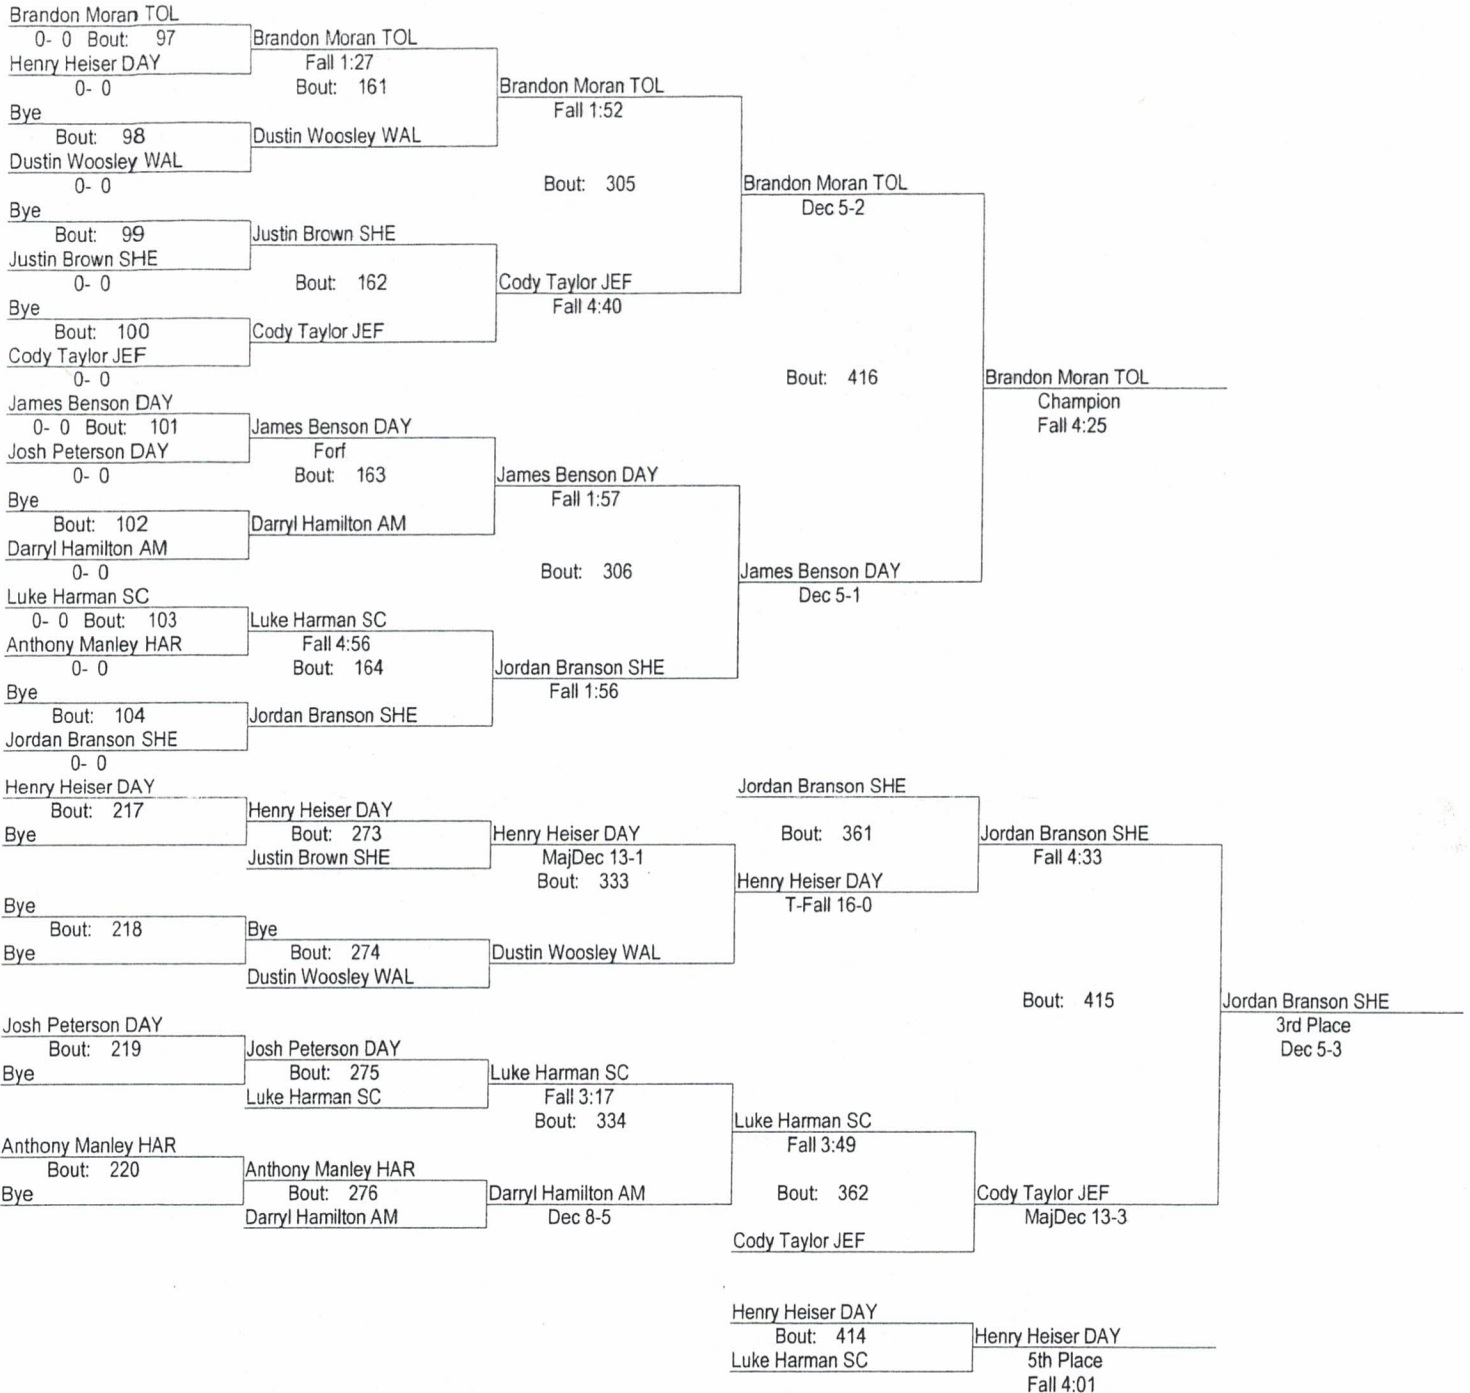 Brandon Moran TOL
0- 0 Bout: 97
Henry Heiser DAY
0- 0
Bye
Bout: 98
Dustin Woosley WAL
0- 0
Bye
Bout: 99
Justin Brown SHE
0- 0
Bye
Bout: 100
Cody Taylor JEF
0- 0
James Benson DAY
0- 0 Bout: 101
Josh Peterson DAY
0- 0
Bye
Bout: 102
Darryl Hamilton AM
0- 0
Luke Harman SC
0- 0 Bout: 103
Anthony Manley HAR
0- 0
Bye
Bout: 104
Jordan Branson SHE
0- 0
Brandon Moran TOL
Fall 1:27
Bout: 161
Dustin Woosley WAL
Justin Brown SHE
Bout: 162
Cody Taylor JEF
James Benson DAY
Forf
Bout: 163
Darryl Hamilton AM
Luke Harman SC
Fall 4:56
Bout: 164
Jordan Branson SHE
Brandon Moran TOL
Fall 1:52
Bout: 305
Cody Taylor JEF
Fall 4:40
James Benson DAY
Fall 1:57
Bout: 306
Jordan Branson SHE
Fall 1:56
Brandon Moran TOL
Dec 5-2
Bout: 416
James Benson DAY
Dec 5-1
Brandon Moran TOL
Champion
Fall 4:25
Henry Heiser DAY
Bout: 217
Bye
Bye
Bout: 218
Bye
Josh Peterson DAY
Bout: 219
Bye
Anthony Manley HAR
Bout: 220
Bye
Henry Heiser DAY
Bout: 273
Justin Brown SHE
Bye
Bout: 274
Dustin Woosley WAL
Josh Peterson DAY
Bout: 275
Luke Harman SC
Anthony Manley HAR
Bout: 276
Darryl Hamilton AM
Henry Heiser DAY
MajDec 13-1
Bout: 333
Dustin Woosley WAL
Luke Harman SC
Fall 3:17
Bout: 334
Darryl Hamilton AM
Dec 8-5
Jordan Branson SHE
Bout: 361
Henry Heiser DAY
T-Fall 16-0
Luke Harman SC
Fall 3:49
Bout: 362
Cody Taylor JEF
Jordan Branson SHE
Fall 4:33
Bout: 415
Cody Taylor JEF
MajDec 13-3
Jordan Branson SHE
3rd Place
Dec 5-3
Henry Heiser DAY
Bout: 414
Luke Harman SC
Henry Heiser DAY
5th Place
Fall 4:01